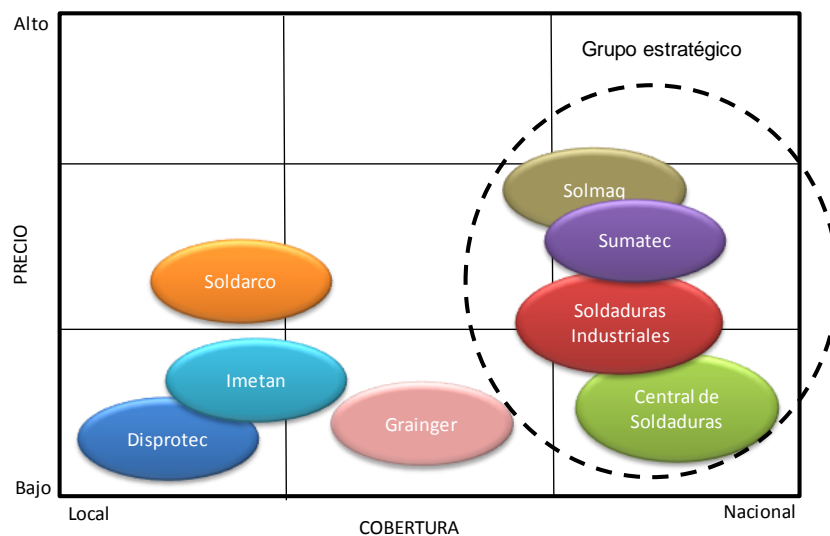 Alto
Grupo estratégico
Solmaq
Sumatec
PRECIO
Soldarco
Soldaduras
Industriales
Imetan
Central de
Soldaduras
Grainger
Disprotec
Bajo
Local
Nacional
COBERTURA